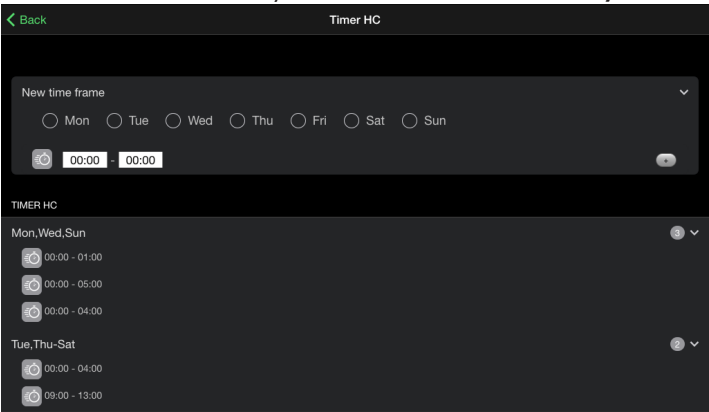 Back
Timer HC
New time frame
Mon Tue Wed Thu Fri Sat Sun
00:00 - 00:00 +
TIMER HC
Mon,Wed,Sun 3
00:00 - 01:00
00:00 - 05:00
00:00 - 04:00
Tue,Thu-Sat 2
00:00 - 04:00
09:00 - 13:00